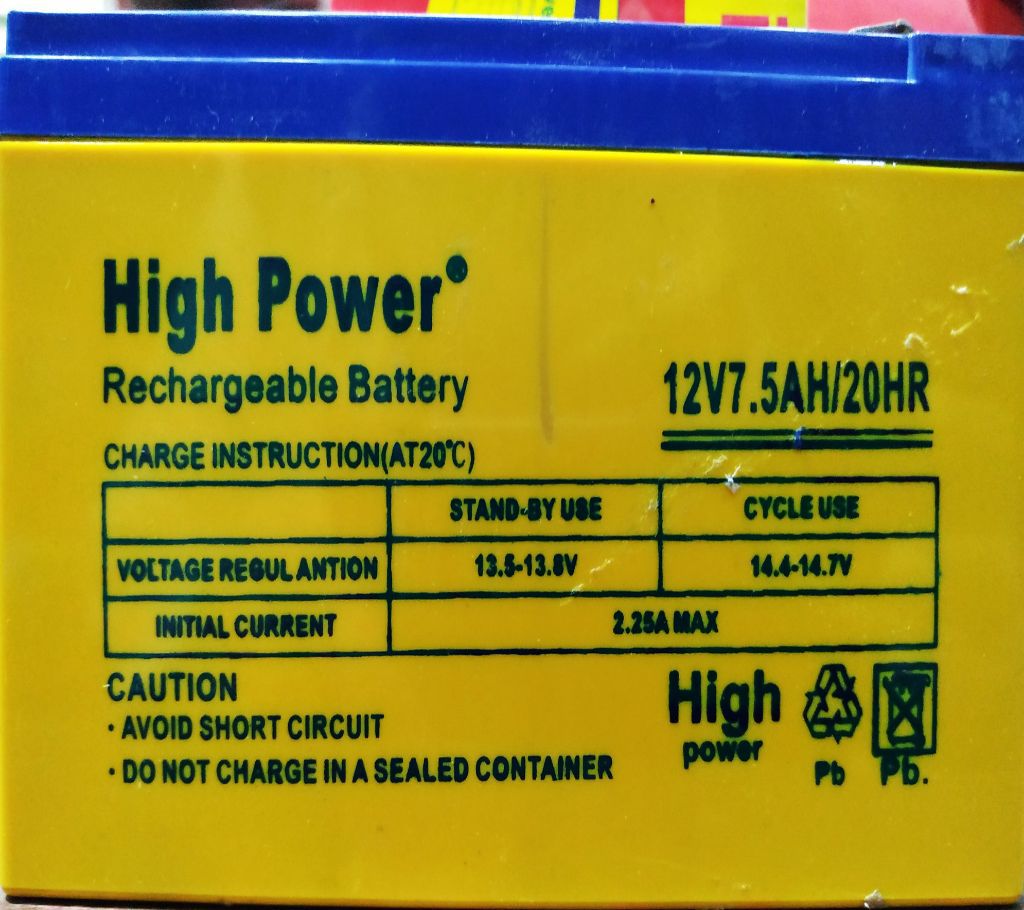 High Power
Rechargeable Battery
12V7.5AH/20HR
CHARGE INSTRUCTION(AT20°C)
STAND-BY USE CYCLE USE
VOLTAGE REGULANTION 13.5-13.8V 14.4-14.7V
INITIAL CURRENT 2.25A MAX
CAUTION
· AVOID SHORT CIRCUIT
· DO NOT CHARGE IN A SEALED CONTAINER
High
power
Pb
Pb.